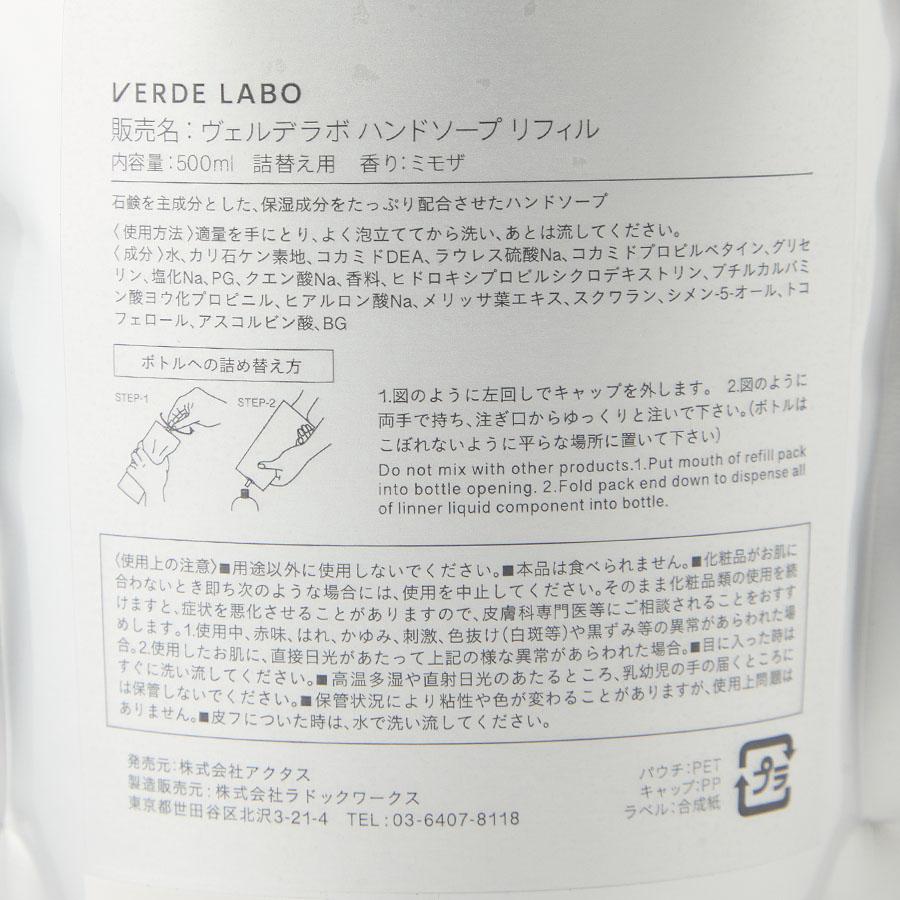 VERDE LABO
販売名：ヴェルデラボ ハンドソープ リフィル
内容量：500ml　詰替え用　香り：ミモザ
石鹸を主成分とした、保湿成分をたっぷり配合させたハンドソープ
〈使用方法〉適量を手にとり、よく泡立ててから洗い、あとは流してください。
〈成分〉水、カリ石ケン素地、コカミドDEA、ラウレス硫酸Na、コカミドプロピルベタイン、グリセ
リン、塩化Na、PG、クエン酸Na、香料、ヒドロキシプロピルシクロデキストリン、ブチルカルバミ
ン酸ヨウ化プロピニル、ヒアルロン酸Na、メリッサ葉エキス、スクワラン、シメン-5-オール、トコ
フェロール、アスコルビン酸、BG
ボトルへの詰め替え方
STEP-1
STEP-2
1.図のように左回しでキャップを外します。　2.図のように
両手で持ち、注ぎ口からゆっくりと注いで下さい。（ボトルは
こぼれないように平らな場所に置いて下さい）
Do not mix with other products.1.Put mouth of refill pack
into bottle opening. 2.Fold pack end down to dispense all
of linner liquid component into bottle.
〈使用上の注意〉■用途以外に使用しないでください。■本品は食べられません。■化粧品がお肌に
合わないとき即ち次のような場合には、使用を中止してください。そのまま化粧品類の使用を続
けますと、症状を悪化させることがありますので、皮膚科専門医等にご相談されることをおすす
めします。1.使用中、赤味、はれ、かゆみ、刺激、色抜け(白斑等)や黒ずみ等の異常があらわれた場
合。2.使用したお肌に、直接日光があたって上記の様な異常があらわれた場合。■目に入った時は
すぐに洗い流してください。■高温多湿や直射日光のあたるところ、乳幼児の手の届くところに
は保管しないでください。■保管状況により粘性や色が変わることがありますが、使用上問題は
ありません。■皮フについた時は、水で洗い流してください。
発売元：株式会社アクタス
製造販売元：株式会社ラドックワークス
東京都世田谷区北沢3-21-4　TEL：03-6407-8118
パウチ：PET
キャップ：PP
ラベル：合成紙
プラ